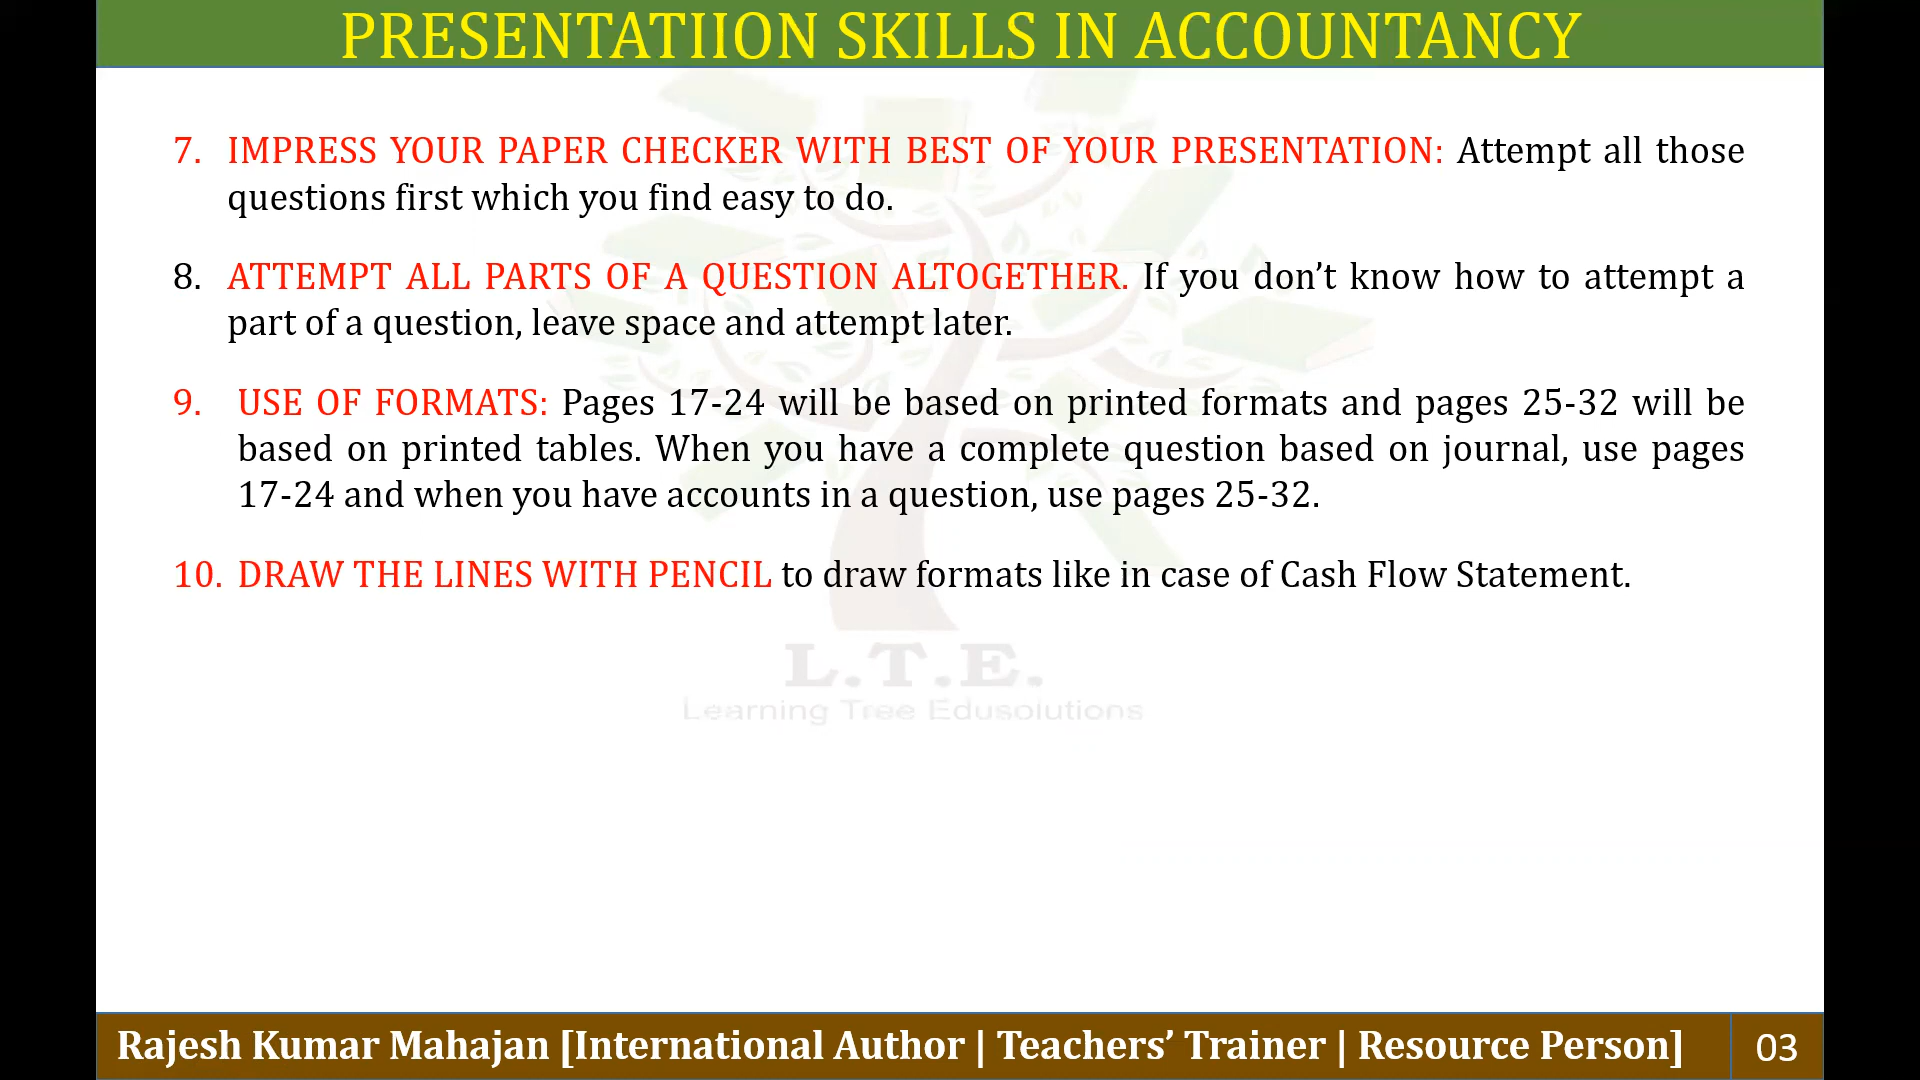 PRESENTATIION SKILLS IN ACCOUNTANCY
7. IMPRESS YOUR PAPER CHECKER WITH BEST OF YOUR PRESENTATION: Attempt all those
questions first which you find easy to do.
8. ATTEMPT ALL PARTS OF A QUESTION ALTOGETHER. If you don’t know how to attempt a
part of a question, leave space and attempt later.
9. USE OF FORMATS: Pages 17-24 will be based on printed formats and pages 25-32 will be
based on printed tables. When you have a complete question based on journal, use pages
17-24 and when you have accounts in a question, use pages 25-32.
10. DRAW THE LINES WITH PENCIL to draw formats like in case of Cash Flow Statement.
L.T.E.
Learning Tree Edusolutions
Rajesh Kumar Mahajan [International Author | Teachers’ Trainer | Resource Person] 03